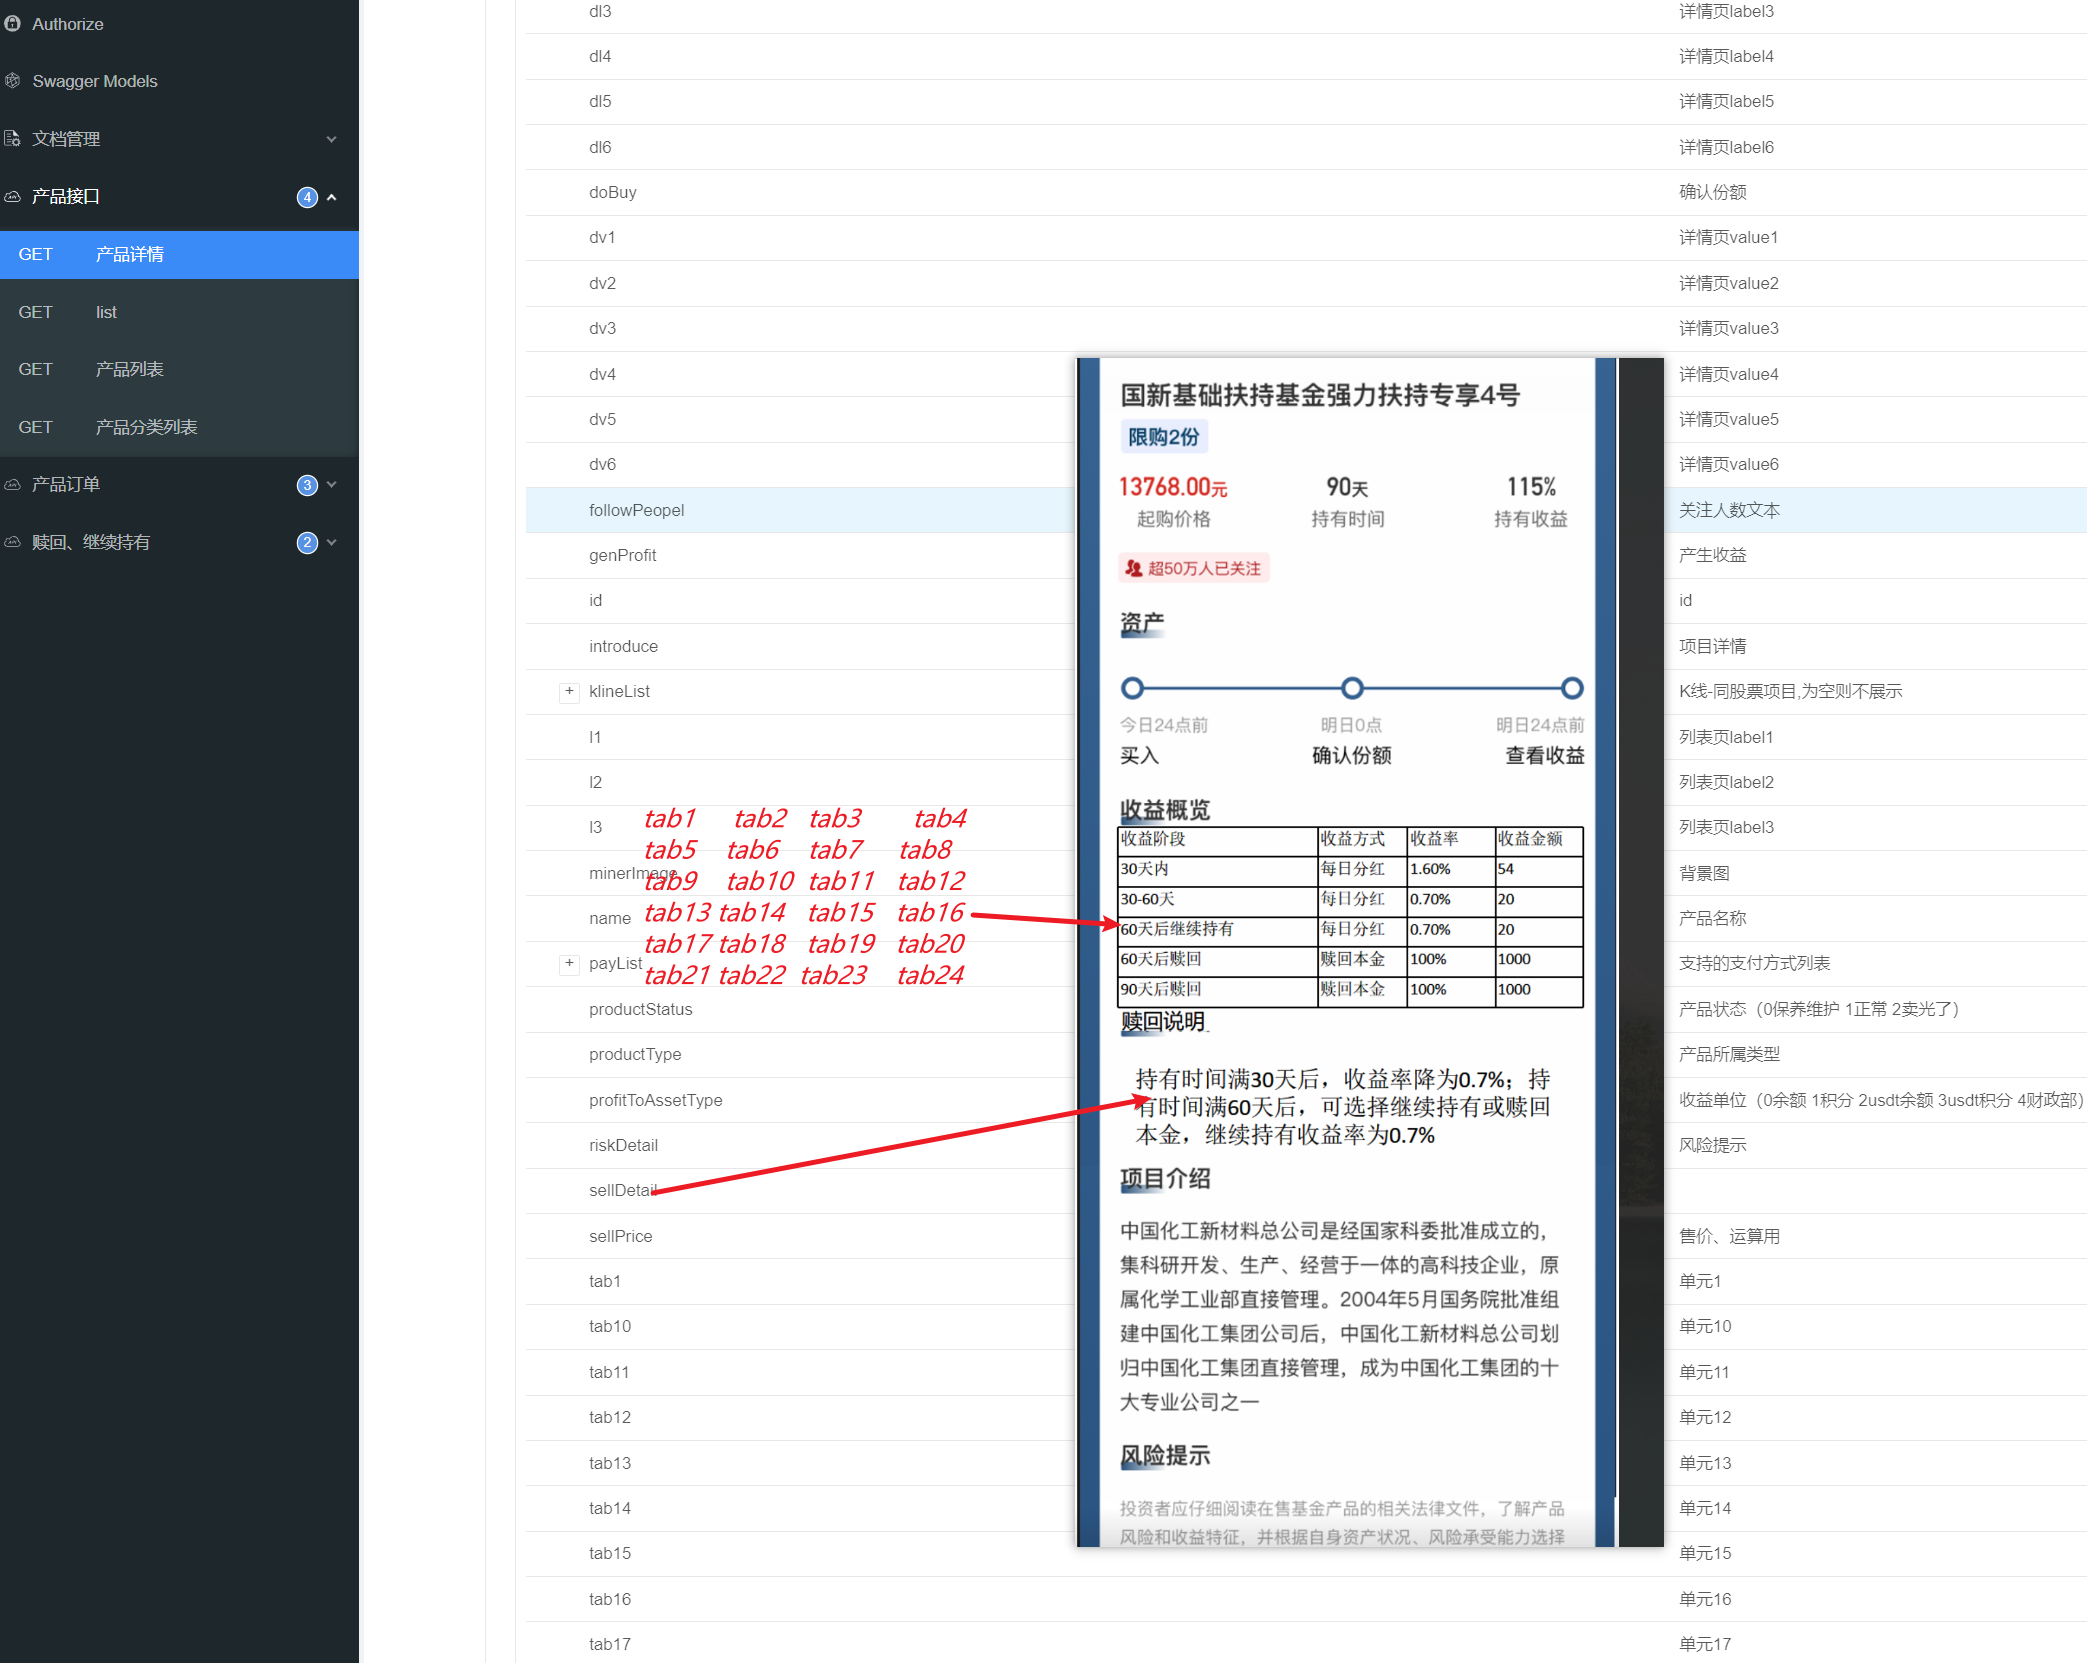 Authorize
Swagger Models
文档管理
产品接口 4
GET 产品详情
GET list
GET 产品列表
GET 产品分类列表
产品订单 3
赎回、继续持有 2
dl3 详情页label3
dl4 详情页label4
dl5 详情页label5
dl6 详情页label6
doBuy 确认份额
dv1 详情页value1
dv2 详情页value2
dv3 详情页value3
dv4 详情页value4
dv5 详情页value5
dv6 详情页value6
followPeopel 关注人数文本
genProfit 产生收益
id id
introduce 项目详情
+ klineList K线-同股票项目,为空则不展示
l1 列表页label1
l2 列表页label2
l3 列表页label3
minerImage 背景图
name 产品名称
+ payList 支持的支付方式列表
productStatus 产品状态（0保养维护 1正常 2卖光了）
productType 产品所属类型
profitToAssetType 收益单位（0余额 1积分 2usdt余额 3usdt积分 4财政部）
riskDetail 风险提示
sellDetail
sellPrice 售价、运算用
tab1 单元1
tab10 单元10
tab11 单元11
tab12 单元12
tab13 单元13
tab14 单元14
tab15 单元15
tab16 单元16
tab17 单元17
tab1 tab2 tab3 tab4
tab5 tab6 tab7 tab8
tab9 tab10 tab11 tab12
tab13 tab14 tab15 tab16
tab17 tab18 tab19 tab20
tab21 tab22 tab23 tab24
国新基础扶持基金强力扶持专享4号
限购2份
13768.00元 90天 115%
起购价格 持有时间 持有收益
超50万人已关注
资产
今日24点前 明日0点 明日24点前
买入 确认份额 查看收益
收益概览
收益阶段 收益方式 收益率 收益金额
30天内 每日分红 1.60% 54
30-60天 每日分红 0.70% 20
60天后继续持有 每日分红 0.70% 20
60天后赎回 赎回本金 100% 1000
90天后赎回 赎回本金 100% 1000
赎回说明
持有时间满30天后，收益率降为0.7%；持
有时间满60天后，可选择继续持有或赎回
本金，继续持有收益率为0.7%
项目介绍
中国化工新材料总公司是经国家科委批准成立的，
集科研开发、生产、经营于一体的高科技企业，原
属化学工业部直接管理。2004年5月国务院批准组
建中国化工集团公司后，中国化工新材料总公司划
归中国化工集团直接管理，成为中国化工集团的十
大专业公司之一
风险提示
投资者应仔细阅读在售基金产品的相关法律文件，了解产品
风险和收益特征，并根据自身资产状况、风险承受能力选择